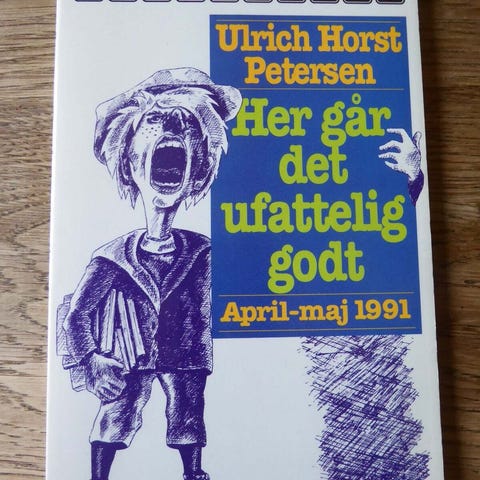 Ulrich Horst
Petersen
Her går
det
ufattelig
godt
April-maj 1991